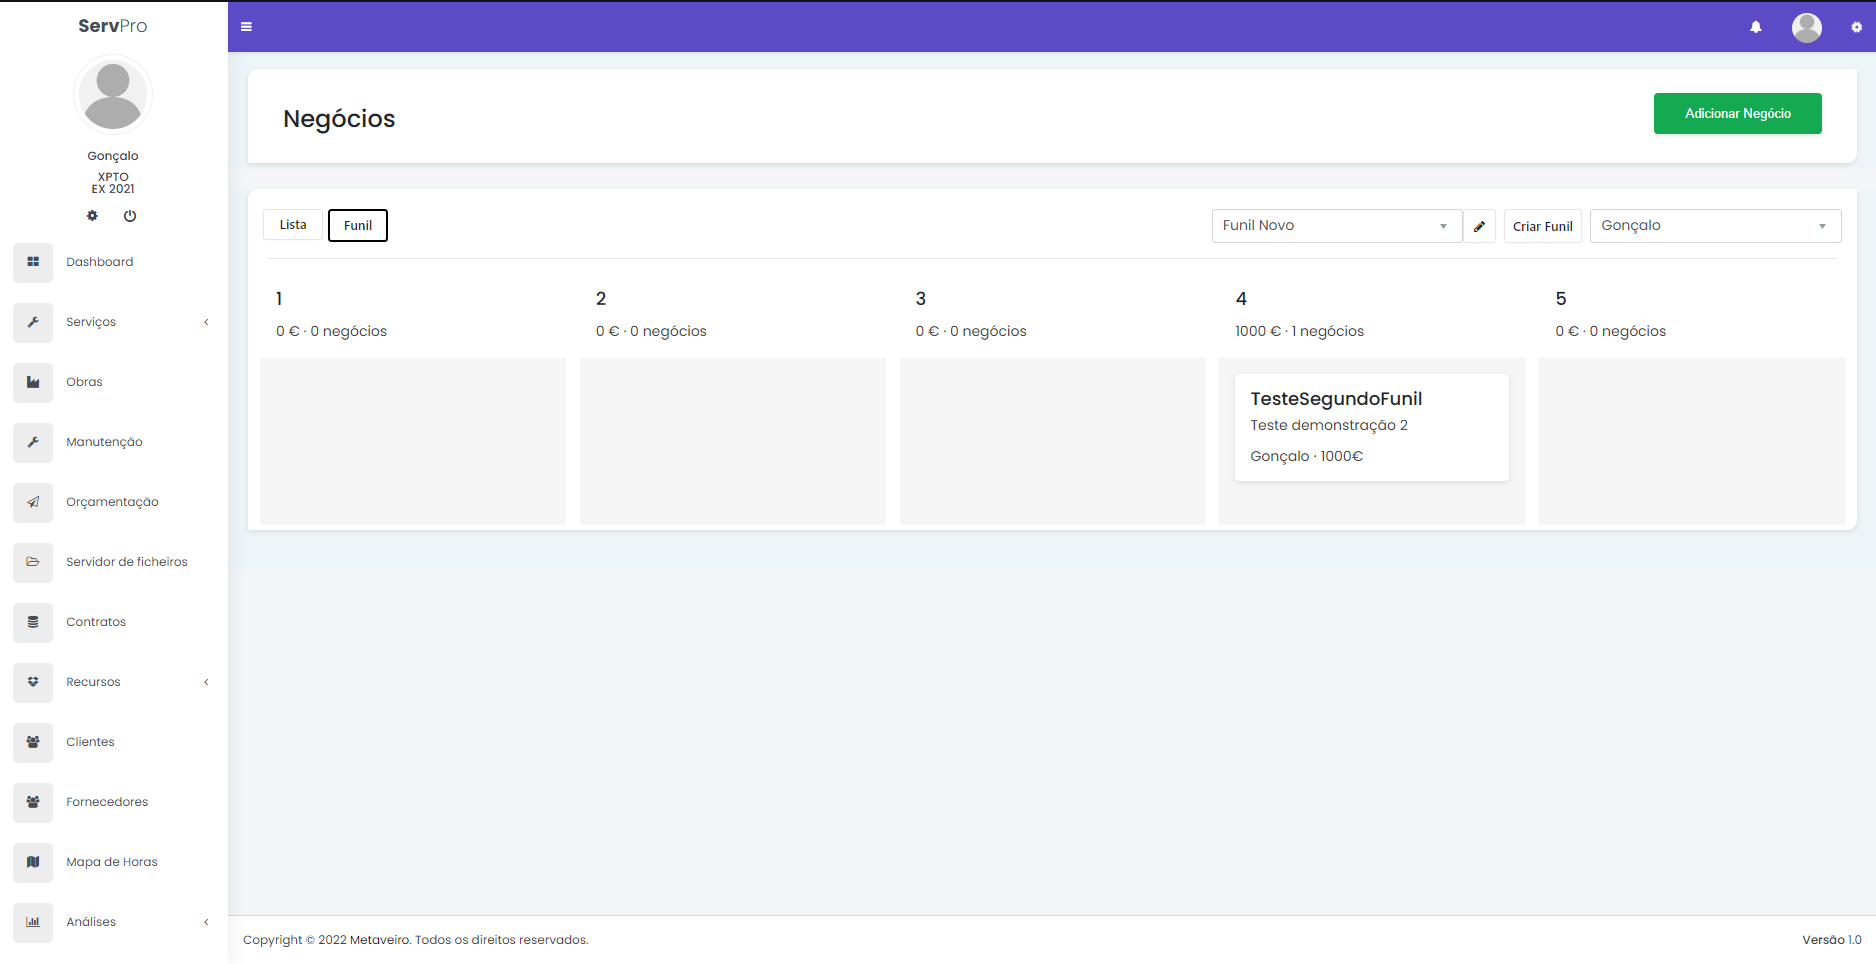 ServPro
Gonçalo
XPTO
EX 2021
Dashboard
Serviços
Obras
Manutenção
Orçamentação
Servidor de ficheiros
Contratos
Recursos
Clientes
Fornecedores
Mapa de Horas
Análises
Negócios
Adicionar Negócio
Lista
Funil
Funil Novo
Criar Funil
Gonçalo
1
0 € · 0 negócios
2
0 € · 0 negócios
3
0 € · 0 negócios
4
1000 € · 1 negócios
TesteSegundoFunil
Teste demonstração 2
Gonçalo · 1000€
5
0 € · 0 negócios
Copyright © 2022 Metaveiro. Todos os direitos reservados.
Versão 1.0